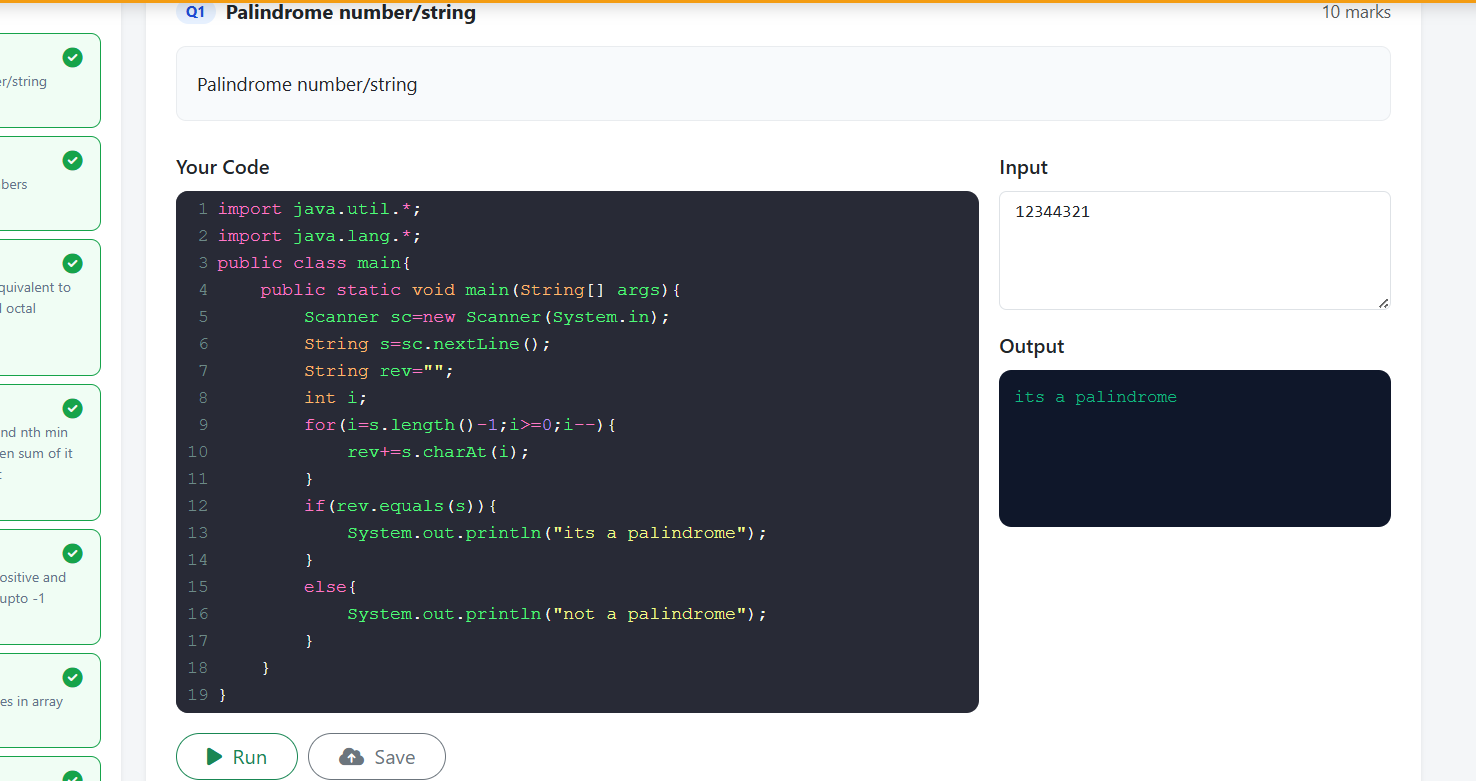 Q1 Palindrome number/string
10 marks
r/string
bers
quivalent to
octal
nd nth min
en sum of it
ositive and
upto -1
es in array
Palindrome number/string
Your Code
1 import java.util.*;
2 import java.lang.*;
3 public class main{
4     public static void main(String[] args){
5         Scanner sc=new Scanner(System.in);
6         String s=sc.nextLine();
7         String rev="";
8         int i;
9         for(i=s.length()-1;i>=0;i--){
10             rev+=s.charAt(i);
11         }
12         if(rev.equals(s)){
13             System.out.println("its a palindrome");
14         }
15         else{
16             System.out.println("not a palindrome");
17         }
18     }
19 }
Run
Save
Input
12344321
Output
its a palindrome